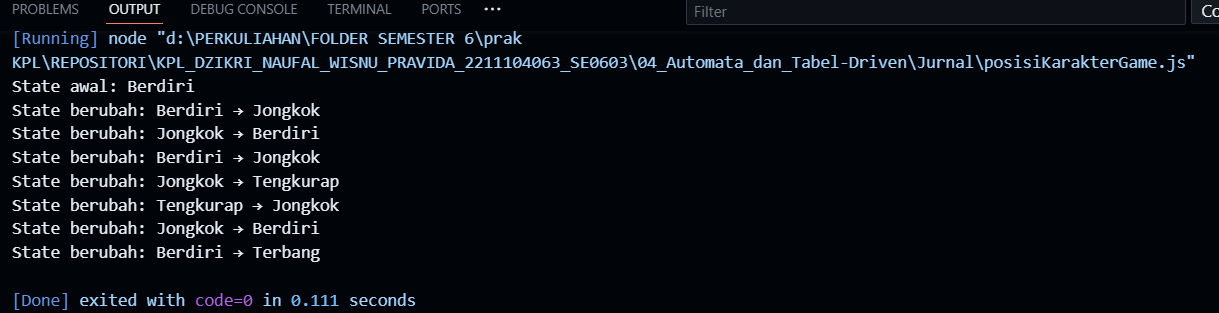 PROBLEMS OUTPUT DEBUG CONSOLE TERMINAL PORTS ··· Filter Co
[Running] node "d:\PERKULIAHAN\FOLDER SEMESTER 6\prak
KPL\REPOSITORI\KPL_DZIKRI_NAUFAL_WISNU_PRAVIDA_2211104063_SE0603\04_Automata_dan_Tabel-Driven\Jurnal\posisiKarakterGame.js"
State awal: Berdiri
State berubah: Berdiri → Jongkok
State berubah: Jongkok → Berdiri
State berubah: Berdiri → Jongkok
State berubah: Jongkok → Tengkurap
State berubah: Tengkurap → Jongkok
State berubah: Jongkok → Berdiri
State berubah: Berdiri → Terbang
[Done] exited with code=0 in 0.111 seconds